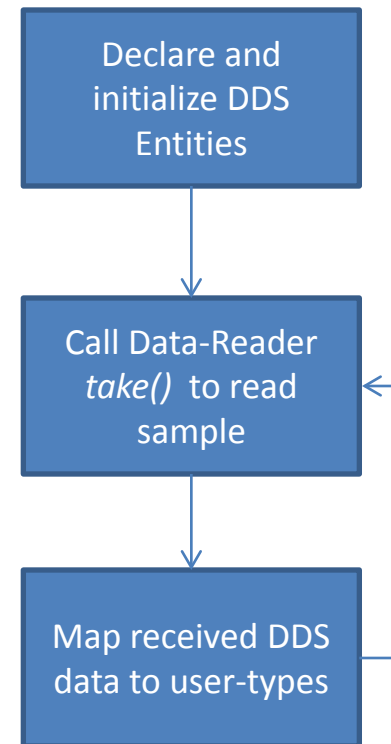 Declare and
initialize DDS
Entities
Call Data-Reader
take() to read
sample
Map received DDS
data to user-types